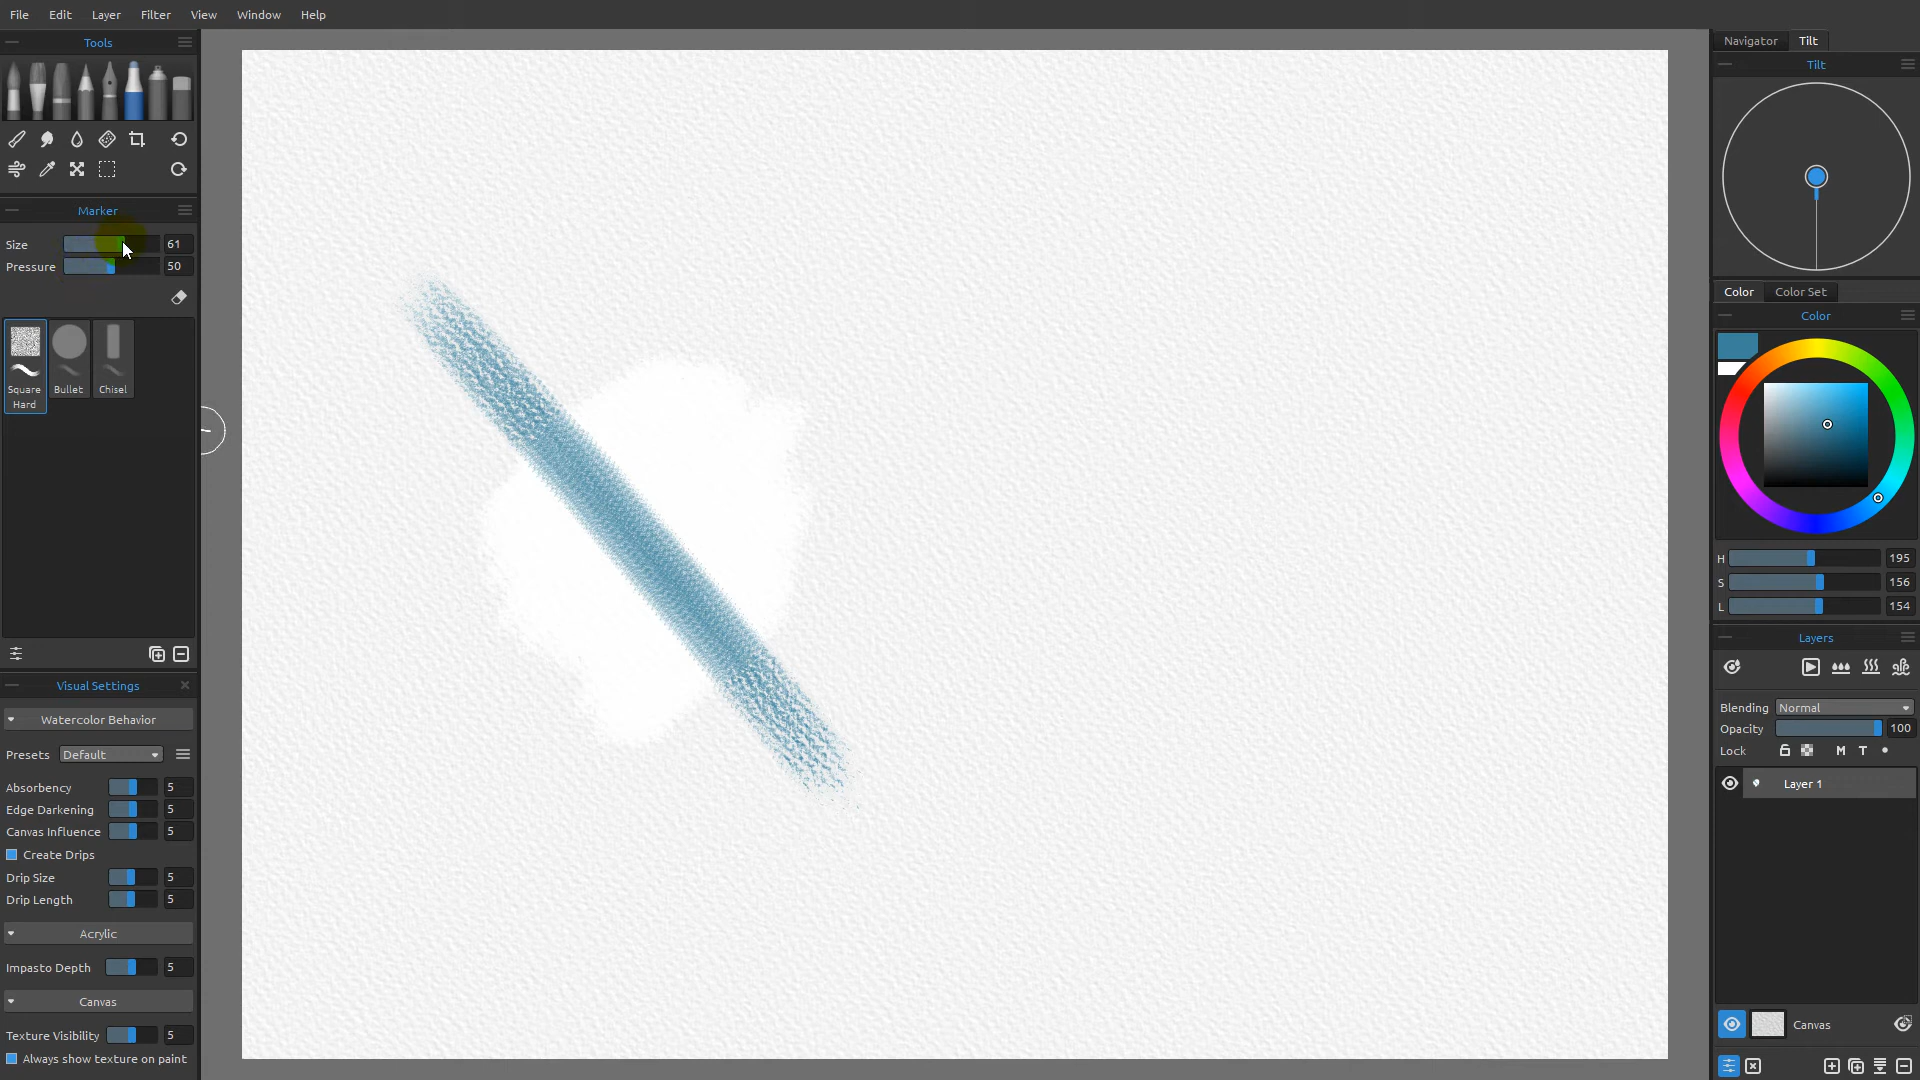 File Edit Layer Filter View Window Help
Tools
Marker
Size 61
Pressure 50
Square Hard
Bullet
Chisel
Visual Settings
Watercolor Behavior
Presets Default
Absorbency 5
Edge Darkening 5
Canvas Influence 5
Create Drips
Drip Size 5
Drip Length 5
Acrylic
Impasto Depth 5
Canvas
Texture Visibility 5
Always show texture on paint
Navigator Tilt
Tilt
Color Color Set
Color
H 195
S 156
L 154
Layers
Blending Normal
Opacity 100
Lock M T
Layer 1
Canvas